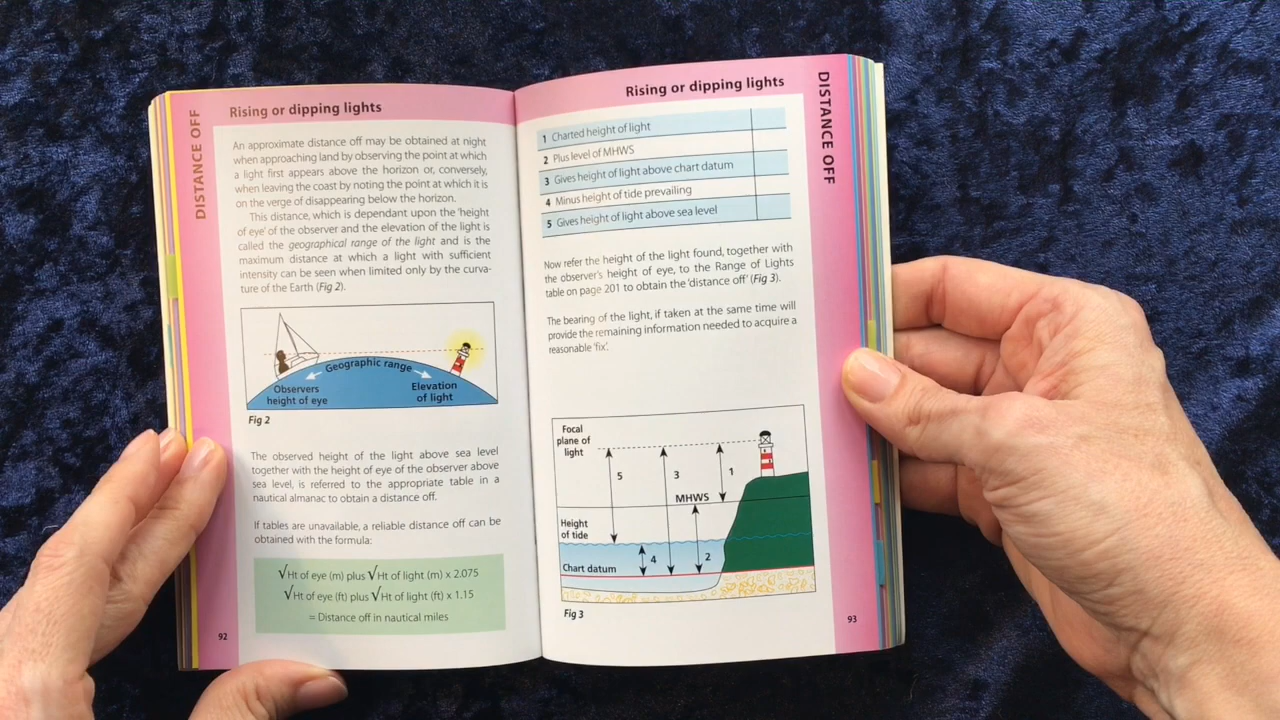 DISTANCE OFF
Rising or dipping lights
An approximate distance off may be obtained at night
when approaching land by observing the point at which
a light first appears above the horizon or, conversely,
when leaving the coast by noting the point at which it is
on the verge of disappearing below the horizon.
This distance, which is dependant upon the 'height
of eye' of the observer and the elevation of the light is
called the geographical range of the light and is the
maximum distance at which a light with sufficient
intensity can be seen when limited only by the curva-
ture of the Earth (Fig 2).
Geographic range
Observers
height of eye
Elevation
of light
Fig 2
The observed height of the light above sea level
together with the height of eye of the observer above
sea level, is referred to the appropriate table in a
nautical almanac to obtain a distance off.
If tables are unavailable, a reliable distance off can be
obtained with the formula:
√Ht of eye (m) plus √Ht of light (m) x 2.075
√Ht of eye (ft) plus √Ht of light (ft) x 1.15
= Distance off in nautical miles
92
Rising or dipping lights
DISTANCE OFF
1 Charted height of light
2 Plus level of MHWS
3 Gives height of light above chart datum
4 Minus height of tide prevailing
5 Gives height of light above sea level
Now refer the height of the light found, together with
the observer's height of eye, to the Range of Lights
table on page 201 to obtain the 'distance off' (Fig 3).
The bearing of the light, if taken at the same time will
provide the remaining information needed to acquire a
reasonable 'fix'.
Focal
plane of
light
5
3
1
MHWS
Height
of tide
4
2
Chart datum
Fig 3
93